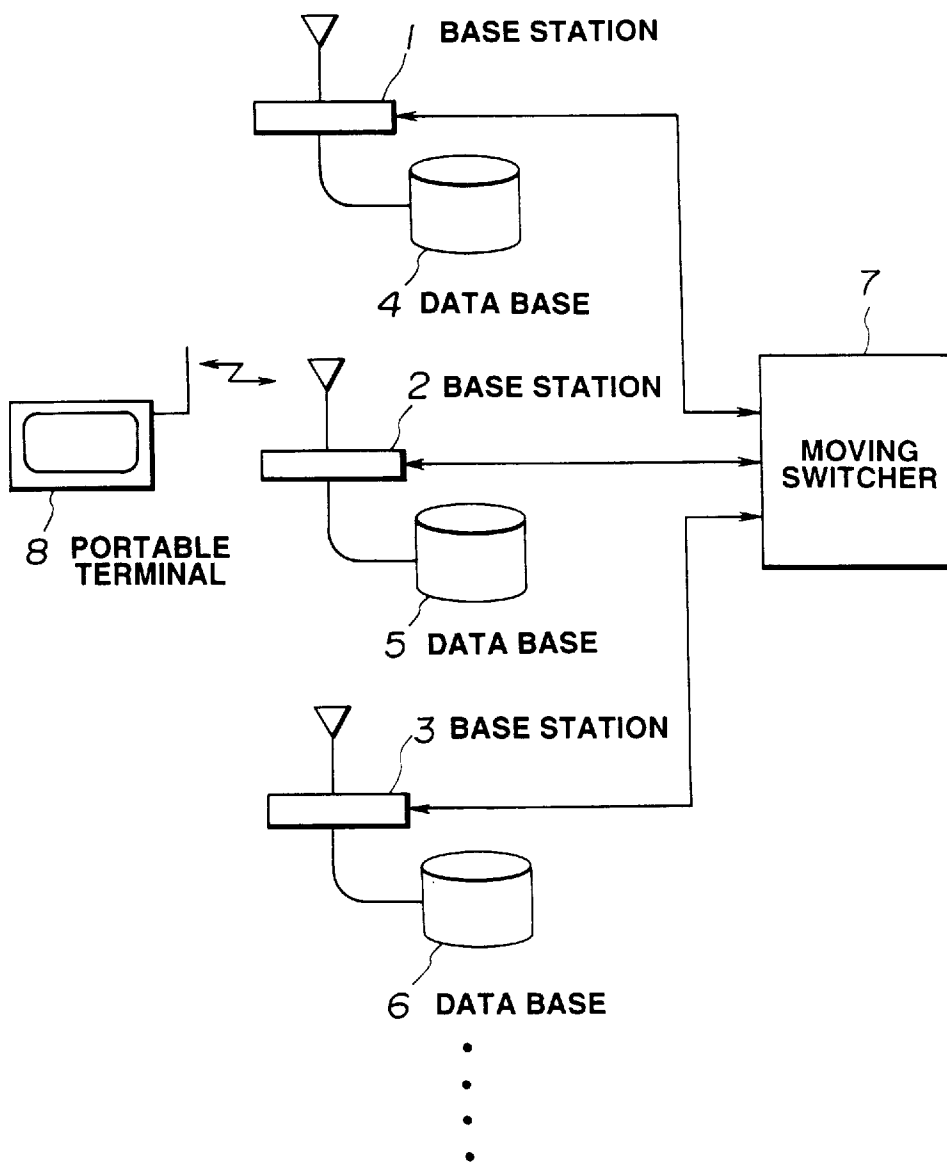 1 BASE STATION
4 DATA BASE
7
2 BASE STATION
MOVING
SWITCHER
8 PORTABLE
TERMINAL
5 DATA BASE
3 BASE STATION
6 DATA BASE